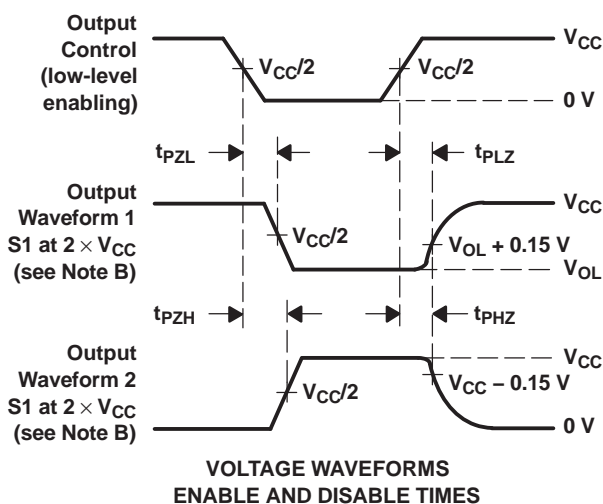 Output
Control
(low-level
enabling)
V_CC
V_CC/2
V_CC/2
0 V
t_PZL
t_PLZ
Output
Waveform 1
S1 at 2 × V_CC
(see Note B)
V_CC
V_CC/2
V_OL + 0.15 V
V_OL
t_PZH
t_PHZ
Output
Waveform 2
S1 at 2 × V_CC
(see Note B)
V_CC
V_CC/2
V_CC − 0.15 V
0 V
VOLTAGE WAVEFORMS
ENABLE AND DISABLE TIMES